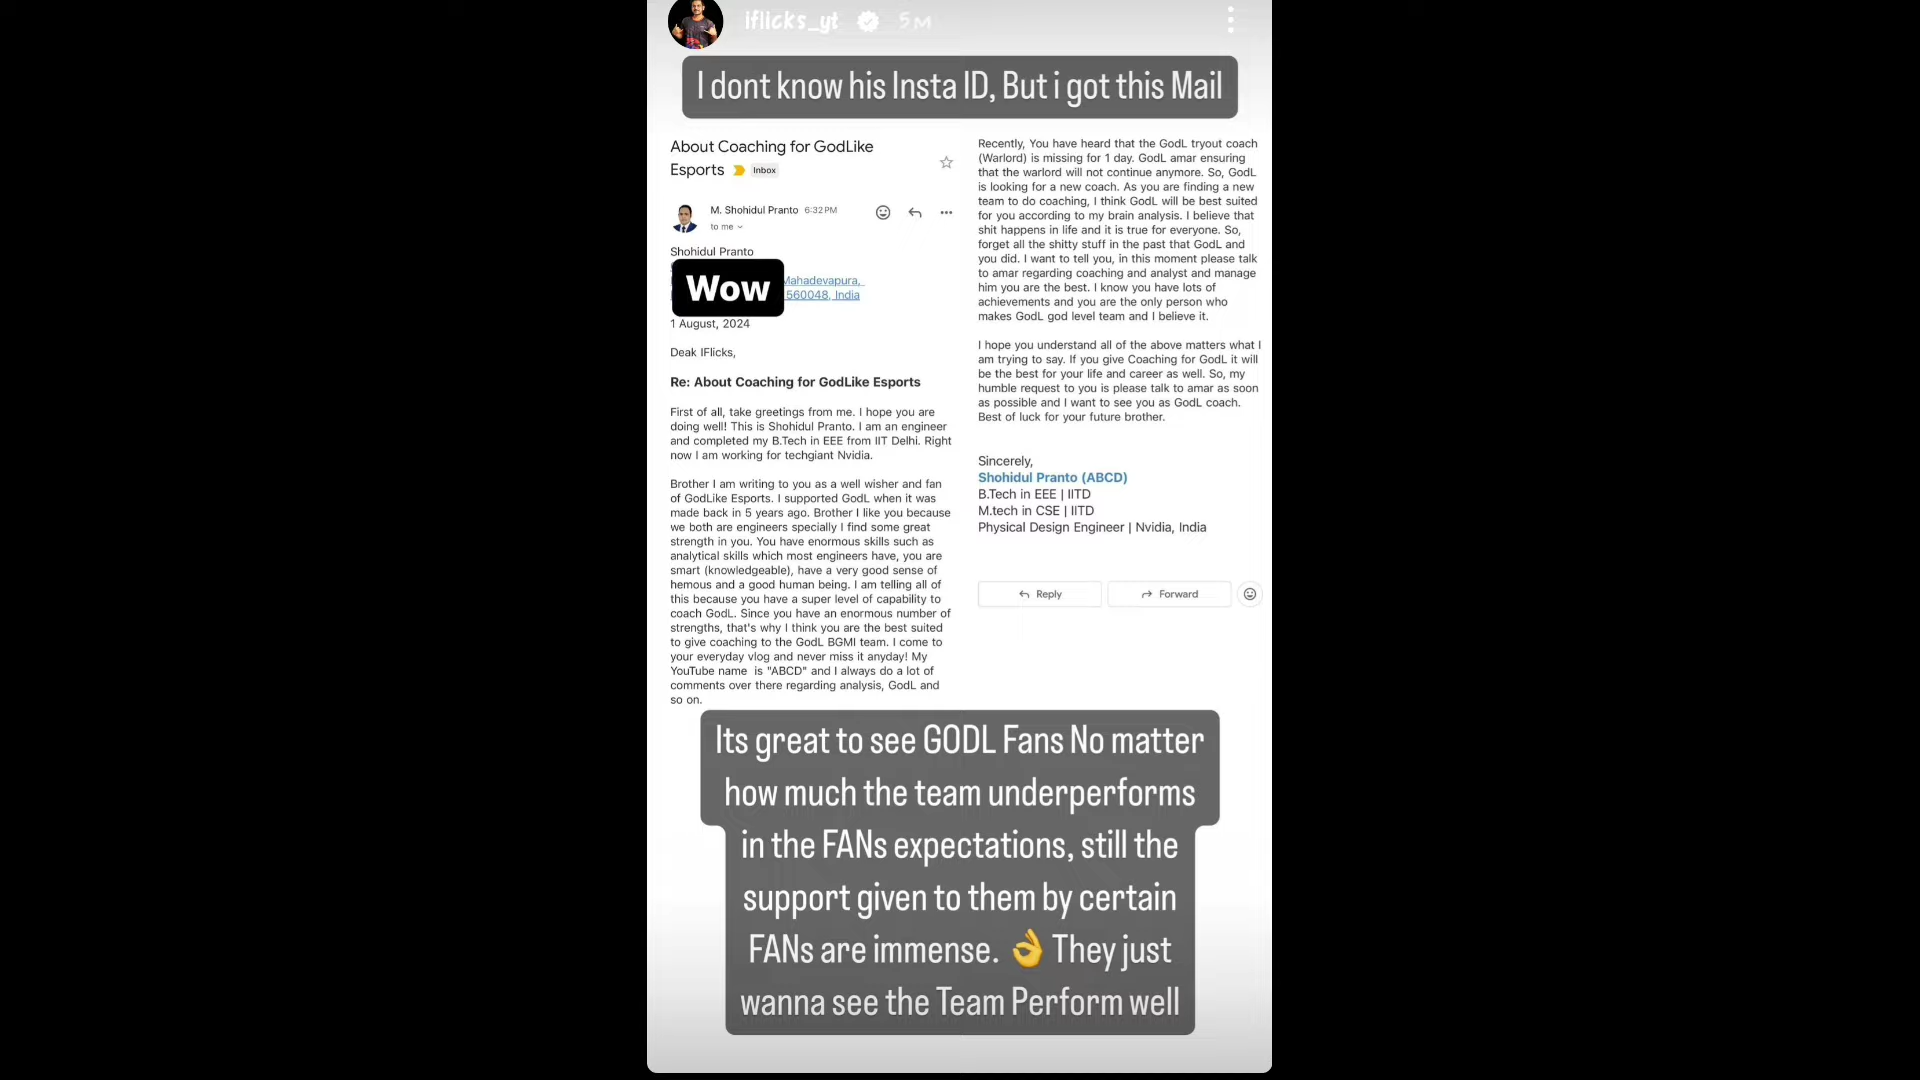 iflicks_yt 5M
I dont know his Insta ID, But i got this Mail
About Coaching for GodLike
Esports Inbox
M. Shohidul Pranto 6:32 PM
to me
Shohidul Pranto
Wow
Mahadevapura,
560048, India
1 August, 2024
Deak IFlicks,
Re: About Coaching for GodLike Esports
First of all, take greetings from me. I hope you are
doing well! This is Shohidul Pranto. I am an engineer
and completed my B.Tech in EEE from IIT Delhi. Right
now I am working for techgiant Nvidia.
Brother I am writing to you as a well wisher and fan
of GodLike Esports. I supported GodL when it was
made back in 5 years ago. Brother I like you because
we both are engineers specially I find some great
strength in you. You have enormous skills such as
analytical skills which most engineers have, you are
smart (knowledgeable), have a very good sense of
hemous and a good human being. I am telling all of
this because you have a super level of capability to
coach GodL. Since you have an enormous number of
strengths, that's why I think you are the best suited
to give coaching to the GodL BGMI team. I come to
your everyday vlog and never miss it anyday! My
YouTube name is "ABCD" and I always do a lot of
comments over there regarding analysis, GodL and
so on.
Recently, You have heard that the GodL tryout coach
(Warlord) is missing for 1 day. GodL amar ensuring
that the warlord will not continue anymore. So, GodL
is looking for a new coach. As you are finding a new
team to do coaching, I think GodL will be best suited
for you according to my brain analysis. I believe that
shit happens in life and it is true for everyone. So,
forget all the shitty stuff in the past that GodL and
you did. I want to tell you, in this moment please talk
to amar regarding coaching and analyst and manage
him you are the best. I know you have lots of
achievements and you are the only person who
makes GodL god level team and I believe it.
I hope you understand all of the above matters what I
am trying to say. If you give Coaching for GodL it will
be the best for your life and career as well. So, my
humble request to you is please talk to amar as soon
as possible and I want to see you as GodL coach.
Best of luck for your future brother.
Sincerely,
Shohidul Pranto (ABCD)
B.Tech in EEE | IITD
M.tech in CSE | IITD
Physical Design Engineer | Nvidia, India
Reply
Forward
Its great to see GODL Fans No matter
how much the team underperforms
in the FANs expectations, still the
support given to them by certain
FANs are immense. 👌 They just
wanna see the Team Perform well